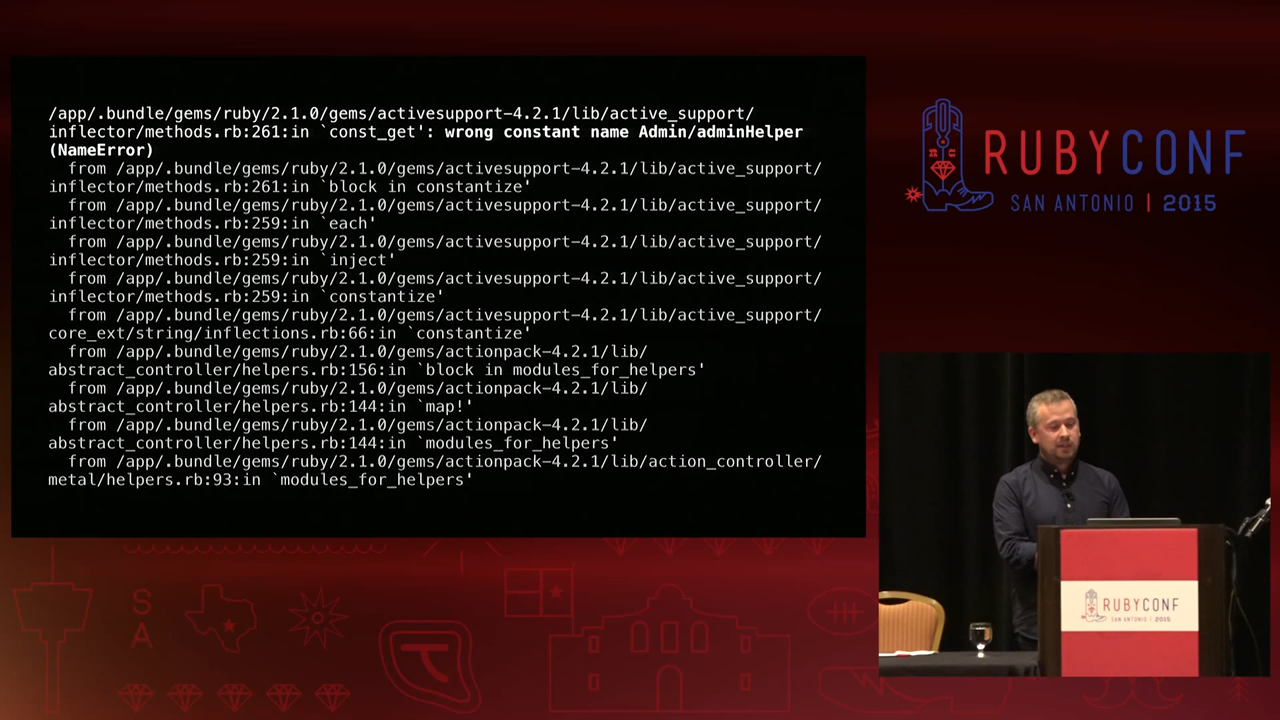 /app/.bundle/gems/ruby/2.1.0/gems/activesupport-4.2.1/lib/active_support/
inflector/methods.rb:261:in `const_get': wrong constant name Admin/adminHelper
(NameError)
from /app/.bundle/gems/ruby/2.1.0/gems/activesupport-4.2.1/lib/active_support/
inflector/methods.rb:261:in `block in constantize'
from /app/.bundle/gems/ruby/2.1.0/gems/activesupport-4.2.1/lib/active_support/
inflector/methods.rb:259:in `each'
from /app/.bundle/gems/ruby/2.1.0/gems/activesupport-4.2.1/lib/active_support/
inflector/methods.rb:259:in `inject'
from /app/.bundle/gems/ruby/2.1.0/gems/activesupport-4.2.1/lib/active_support/
inflector/methods.rb:259:in `constantize'
from /app/.bundle/gems/ruby/2.1.0/gems/activesupport-4.2.1/lib/active_support/
core_ext/string/inflections.rb:66:in `constantize'
from /app/.bundle/gems/ruby/2.1.0/gems/actionpack-4.2.1/lib/
abstract_controller/helpers.rb:156:in `block in modules_for_helpers'
from /app/.bundle/gems/ruby/2.1.0/gems/actionpack-4.2.1/lib/
abstract_controller/helpers.rb:144:in `map!'
from /app/.bundle/gems/ruby/2.1.0/gems/actionpack-4.2.1/lib/
abstract_controller/helpers.rb:144:in `modules_for_helpers'
from /app/.bundle/gems/ruby/2.1.0/gems/actionpack-4.2.1/lib/action_controller/
metal/helpers.rb:93:in `modules_for_helpers'
RUBYCONF
SAN ANTONIO | 2015
RUBYCONF
SAN ANTONIO | 2015
S
A